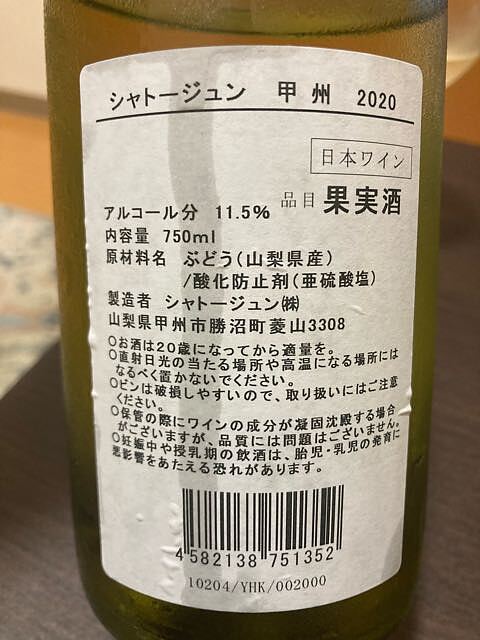 シャトージュン 甲州 2020
日本ワイン
品目 果実酒
アルコール分 11.5%
内容量 750ml
原材料名 ぶどう(山梨県産)
/酸化防止剤(亜硫酸塩)
製造者 シャトージュン㈱
山梨県甲州市勝沼町菱山3308
○お酒は20歳になってから適量を。
○直射日光の当たる場所や高温になる場所には
なるべく置かないでください。
○ビンは破損しやすいので、取り扱いにはご注意
ください。
○保管の際にワインの成分が凝固沈殿する場合
がございますが、品質には問題はございません。
○妊娠中や授乳期の飲酒は、胎児・乳児の発育に
悪影響をあたえる恐れがあります。
4 582138 751352
10204/YHK/002000